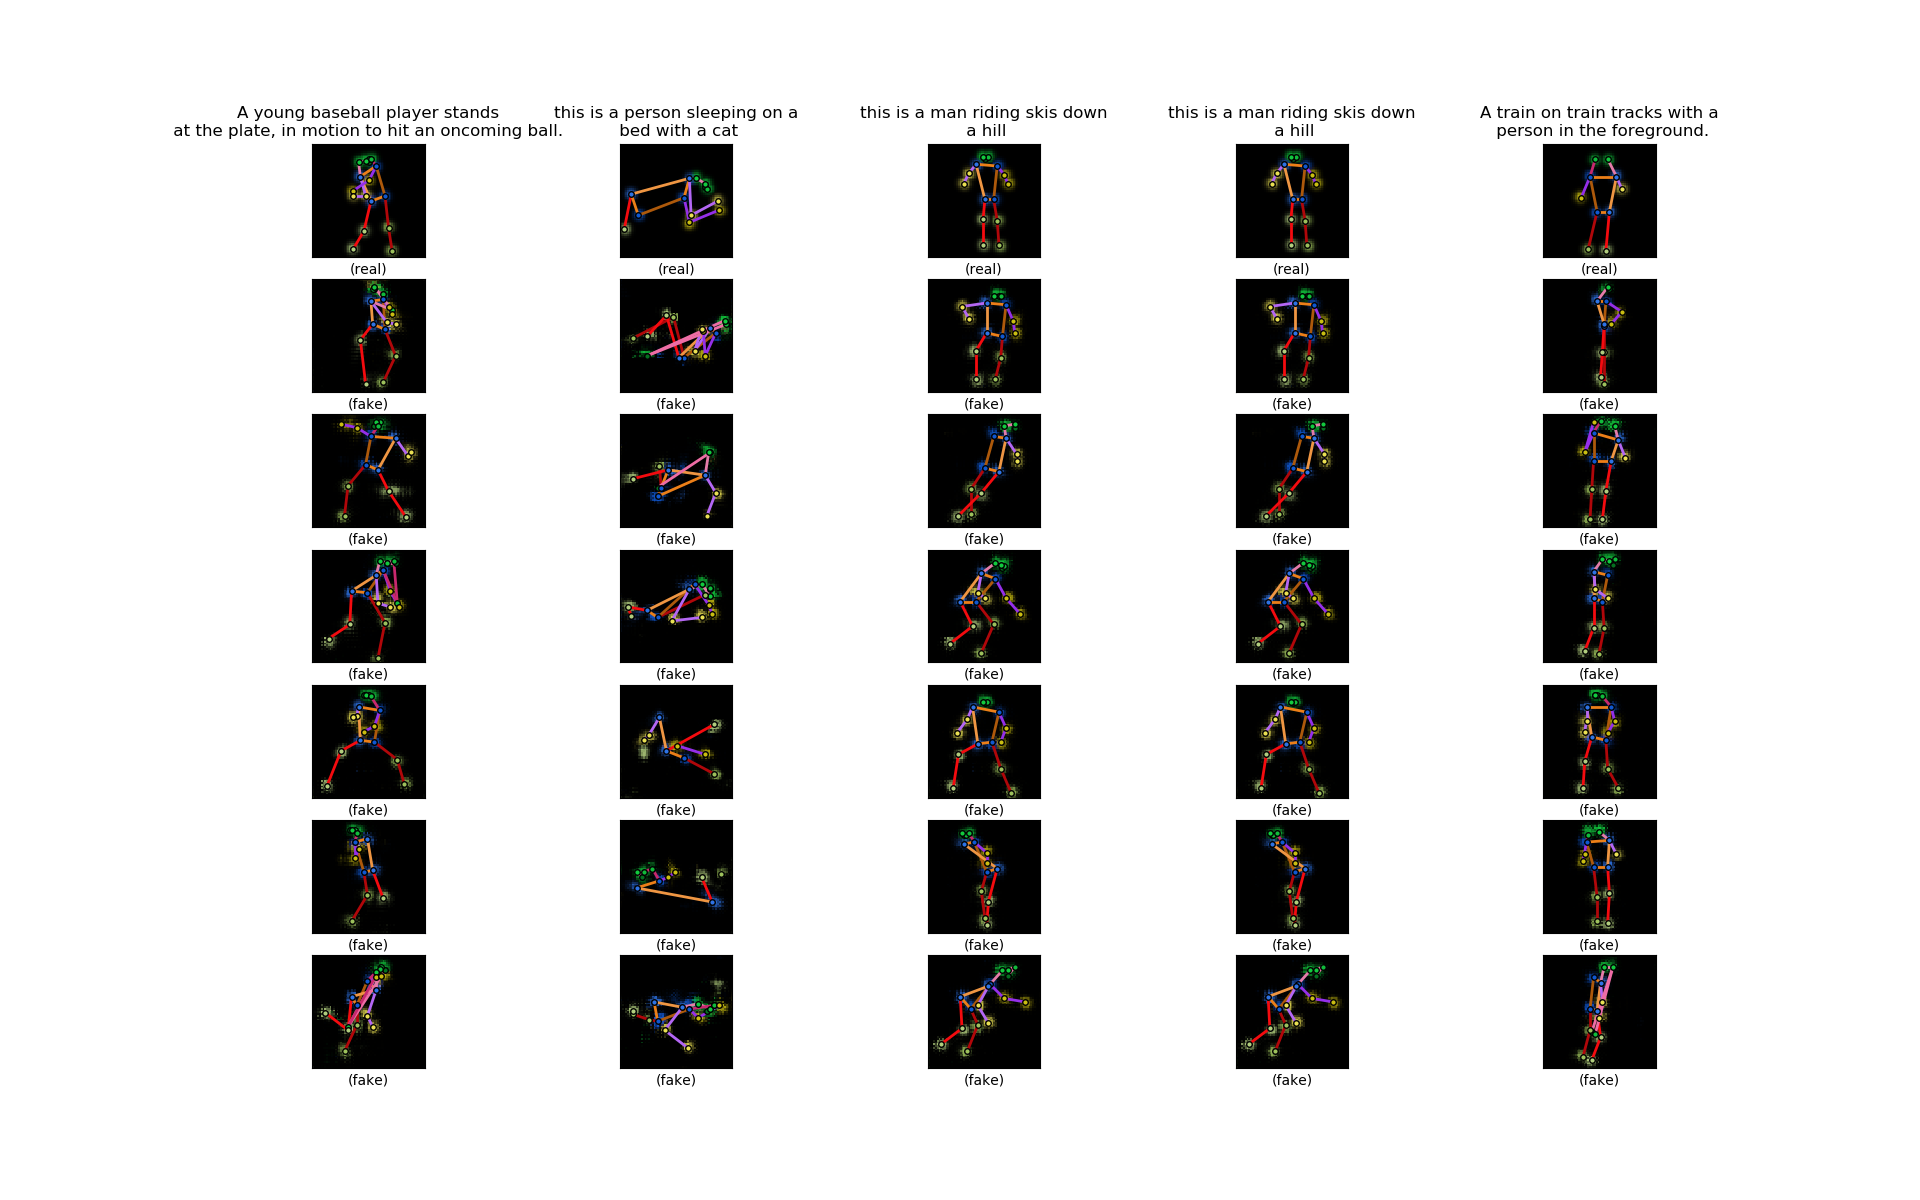 A young baseball player stands
at the plate, in motion to hit an oncoming ball.
this is a person sleeping on a
bed with a cat
this is a man riding skis down
a hill
this is a man riding skis down
a hill
A train on train tracks with a
person in the foreground.
(real) (real) (real) (real) (real)
(fake) (fake) (fake) (fake) (fake)
(fake) (fake) (fake) (fake) (fake)
(fake) (fake) (fake) (fake) (fake)
(fake) (fake) (fake) (fake) (fake)
(fake) (fake) (fake) (fake) (fake)
(fake) (fake) (fake) (fake) (fake)